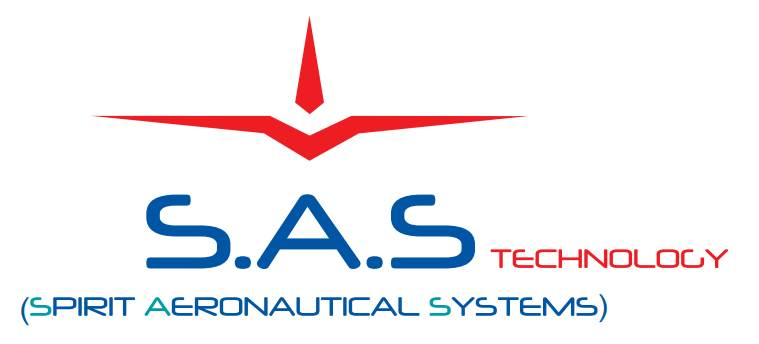 S.A.S TECHNOLOGY
(SPIRIT AERONAUTICAL SYSTEMS)